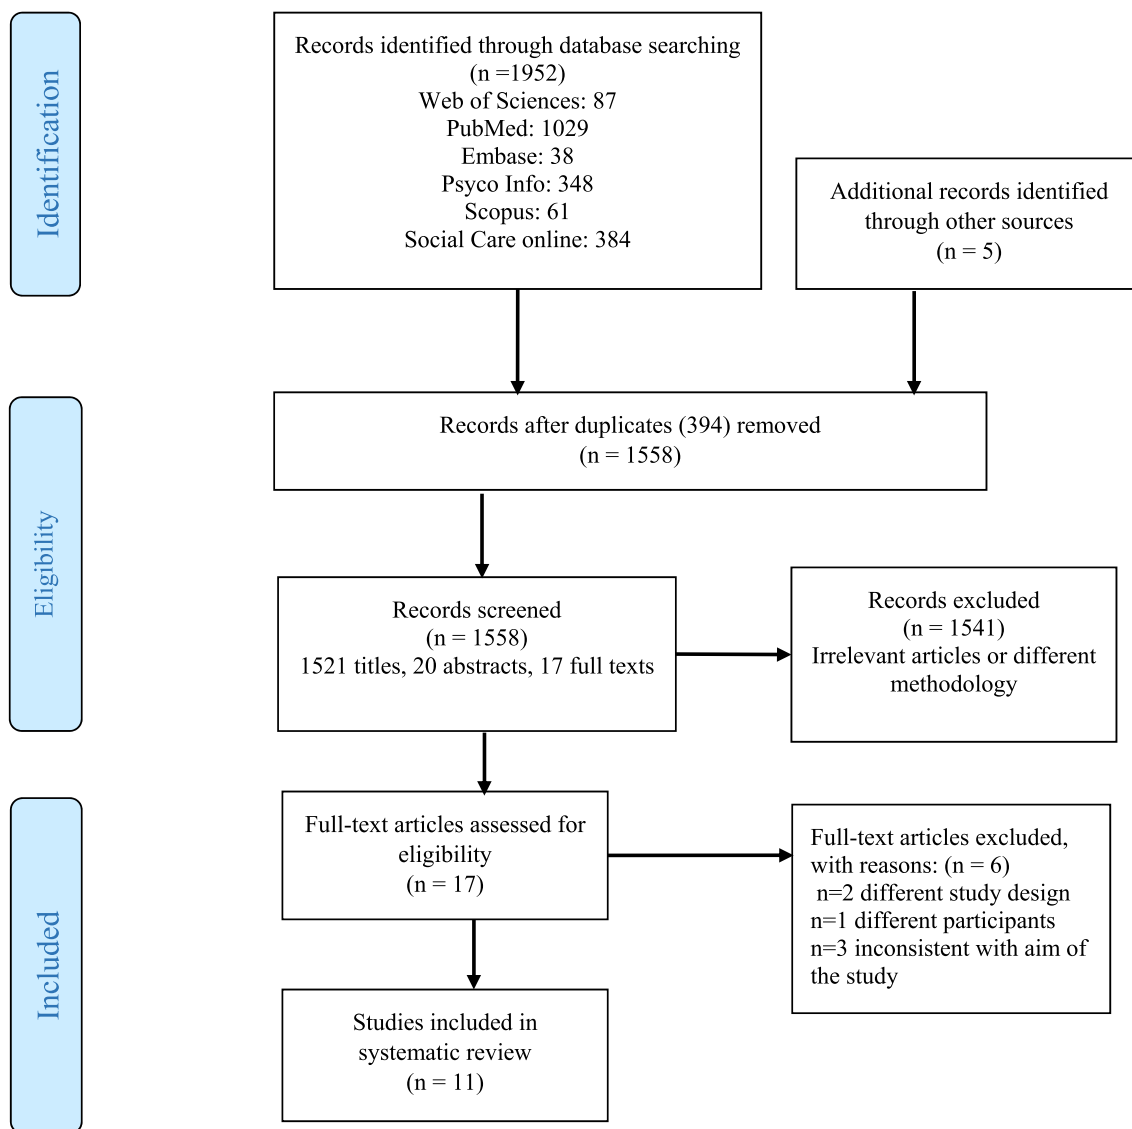 Identification
Records identified through database searching
(n =1952)
Web of Sciences: 87
PubMed: 1029
Embase: 38
Psyco Info: 348
Scopus: 61
Social Care online: 384
Additional records identified
through other sources
(n = 5)
Eligibility
Records after duplicates (394) removed
(n = 1558)
Records screened
(n = 1558)
1521 titles, 20 abstracts, 17 full texts
Records excluded
(n = 1541)
Irrelevant articles or different
methodology
Included
Full-text articles assessed for
eligibility
(n = 17)
Full-text articles excluded,
with reasons: (n = 6)
n=2 different study design
n=1 different participants
n=3 inconsistent with aim of
the study
Studies included in
systematic review
(n = 11)